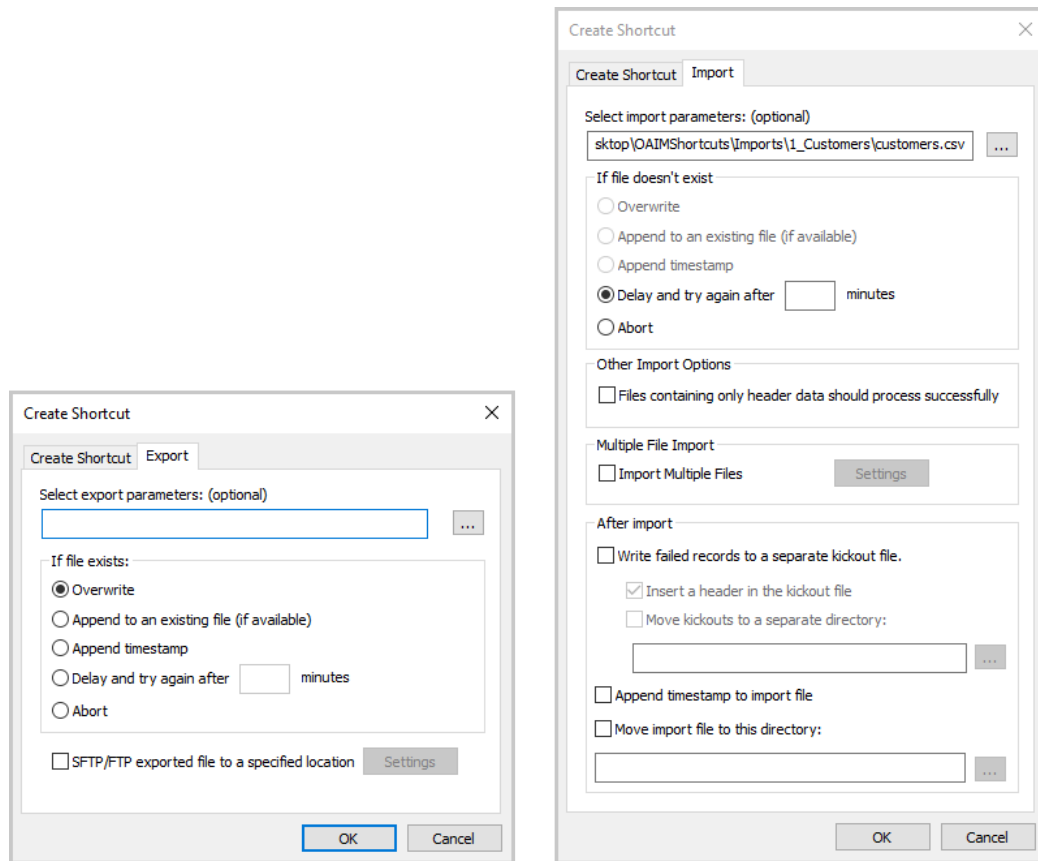 Create Shortcut
Create Shortcut Export
Select export parameters: (optional)
...
If file exists:
Overwrite
Append to an existing file (if available)
Append timestamp
Delay and try again after minutes
Abort
SFTP/FTP exported file to a specified location Settings
OK Cancel
Create Shortcut
Create Shortcut Import
Select import parameters: (optional)
sktop\OAIMShortcuts\Imports\1_Customers\customers.csv ...
If file doesn't exist
Overwrite
Append to an existing file (if available)
Append timestamp
Delay and try again after minutes
Abort
Other Import Options
Files containing only header data should process successfully
Multiple File Import
Import Multiple Files Settings
After import
Write failed records to a separate kickout file.
Insert a header in the kickout file
Move kickouts to a separate directory:
...
Append timestamp to import file
Move import file to this directory:
...
OK Cancel